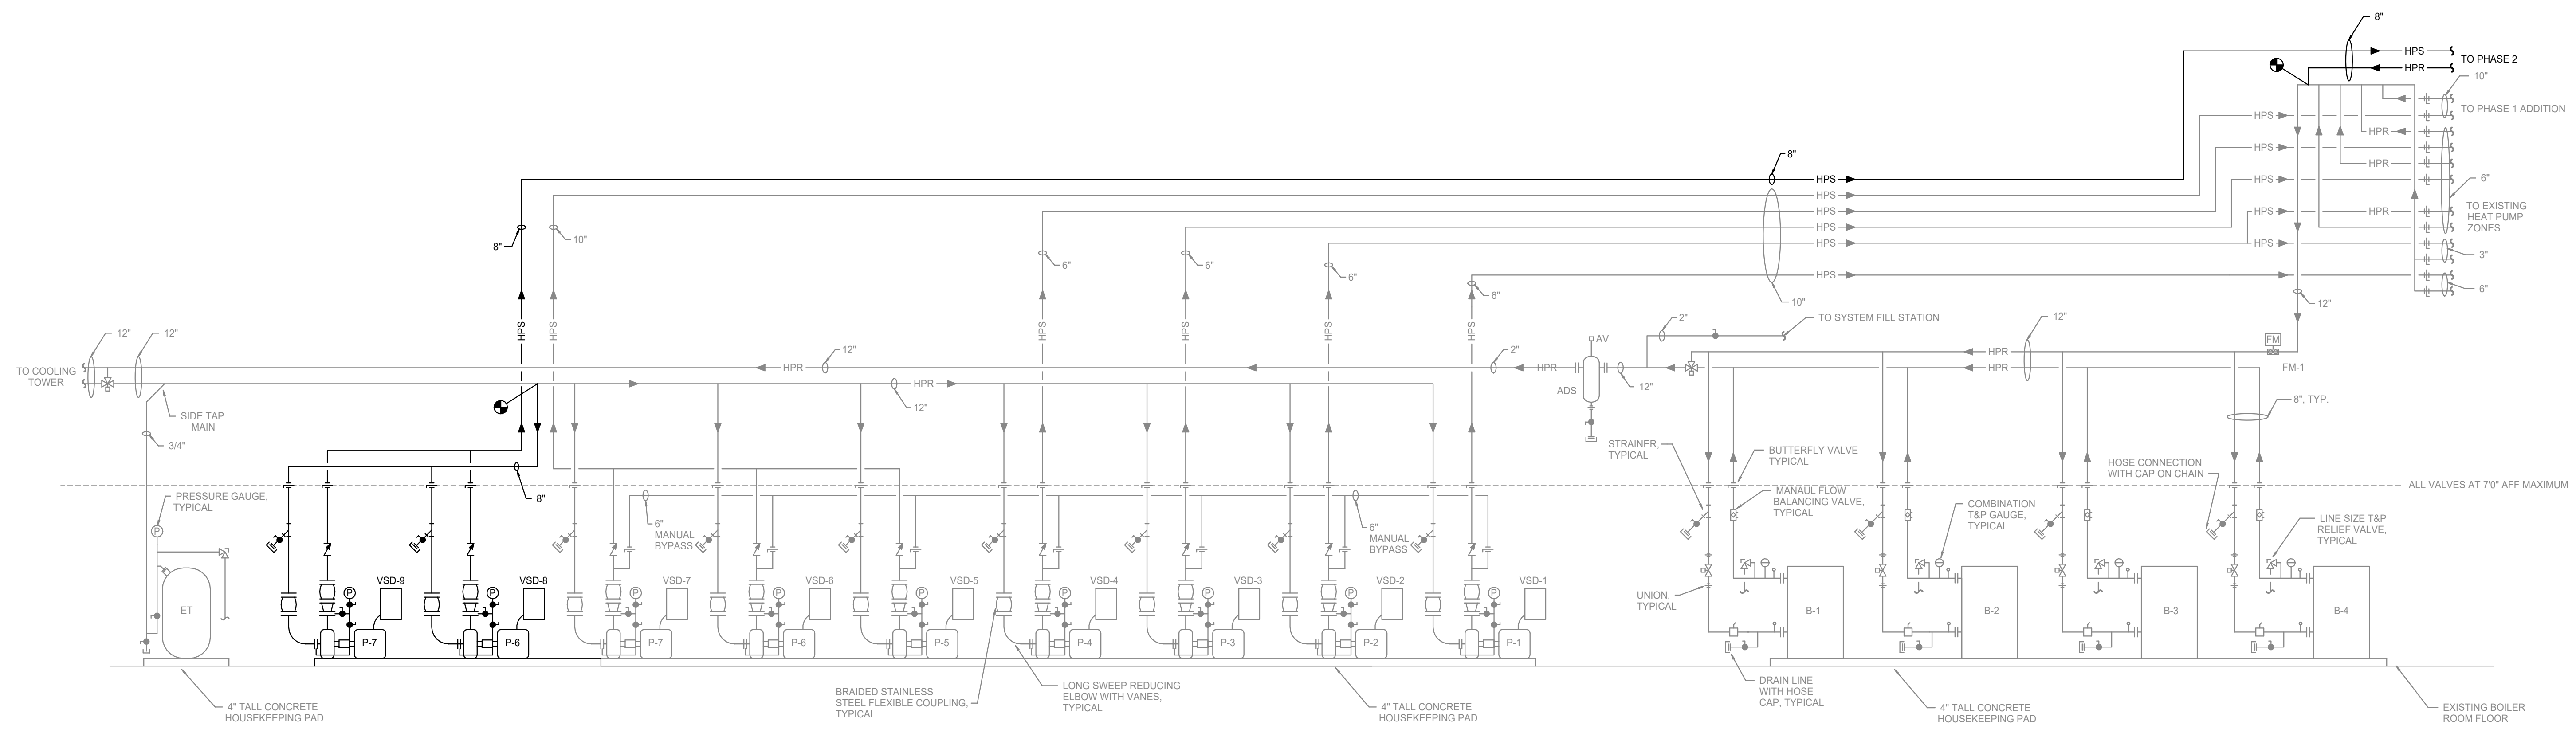 8"
HPS
TO PHASE 2
HPR
10"
TO PHASE 1 ADDITION
HPS
HPR
HPS
8"
HPR
HPS
HPS
6"
HPS
HPS
HPS
HPR
TO EXISTING
HEAT PUMP
ZONES
8"
10"
HPS
HPS
HPS
6"
6"
3"
6"
HPS
6"
6"
10"
12"
HPS
HPS
HPS
HPS
HPS
HPS
12"
12"
2"
TO SYSTEM FILL STATION
12"
AV
FM
12"
2"
HPR
TO COOLING
TOWER
HPR
HPR
HPR
FM-1
HPR
12"
ADS
12"
SIDE TAP
MAIN
8", TYP.
3/4"
STRAINER,
TYPICAL
BUTTERFLY VALVE
TYPICAL
HOSE CONNECTION
WITH CAP ON CHAIN
ALL VALVES AT 7'0" AFF MAXIMUM
PRESSURE GAUGE,
TYPICAL
8"
MANAUL FLOW
BALANCING VALVE,
TYPICAL
COMBINATION
T&P GAUGE,
TYPICAL
LINE SIZE T&P
RELIEF VALVE,
TYPICAL
6"
MANUAL
BYPASS
6"
MANUAL
BYPASS
P
VSD-9
VSD-8
VSD-7
VSD-6
VSD-5
VSD-4
VSD-3
VSD-2
VSD-1
P
P
P
P
P
P
P
P
P
UNION,
TYPICAL
ET
B-1
B-2
B-3
B-4
P-7
P-6
P-7
P-6
P-5
P-4
P-3
P-2
P-1
4" TALL CONCRETE
HOUSEKEEPING PAD
BRAIDED STAINLESS
STEEL FLEXIBLE COUPLING,
TYPICAL
LONG SWEEP REDUCING
ELBOW WITH VANES,
TYPICAL
4" TALL CONCRETE
HOUSEKEEPING PAD
DRAIN LINE
WITH HOSE
CAP, TYPICAL
4" TALL CONCRETE
HOUSEKEEPING PAD
EXISTING BOILER
ROOM FLOOR